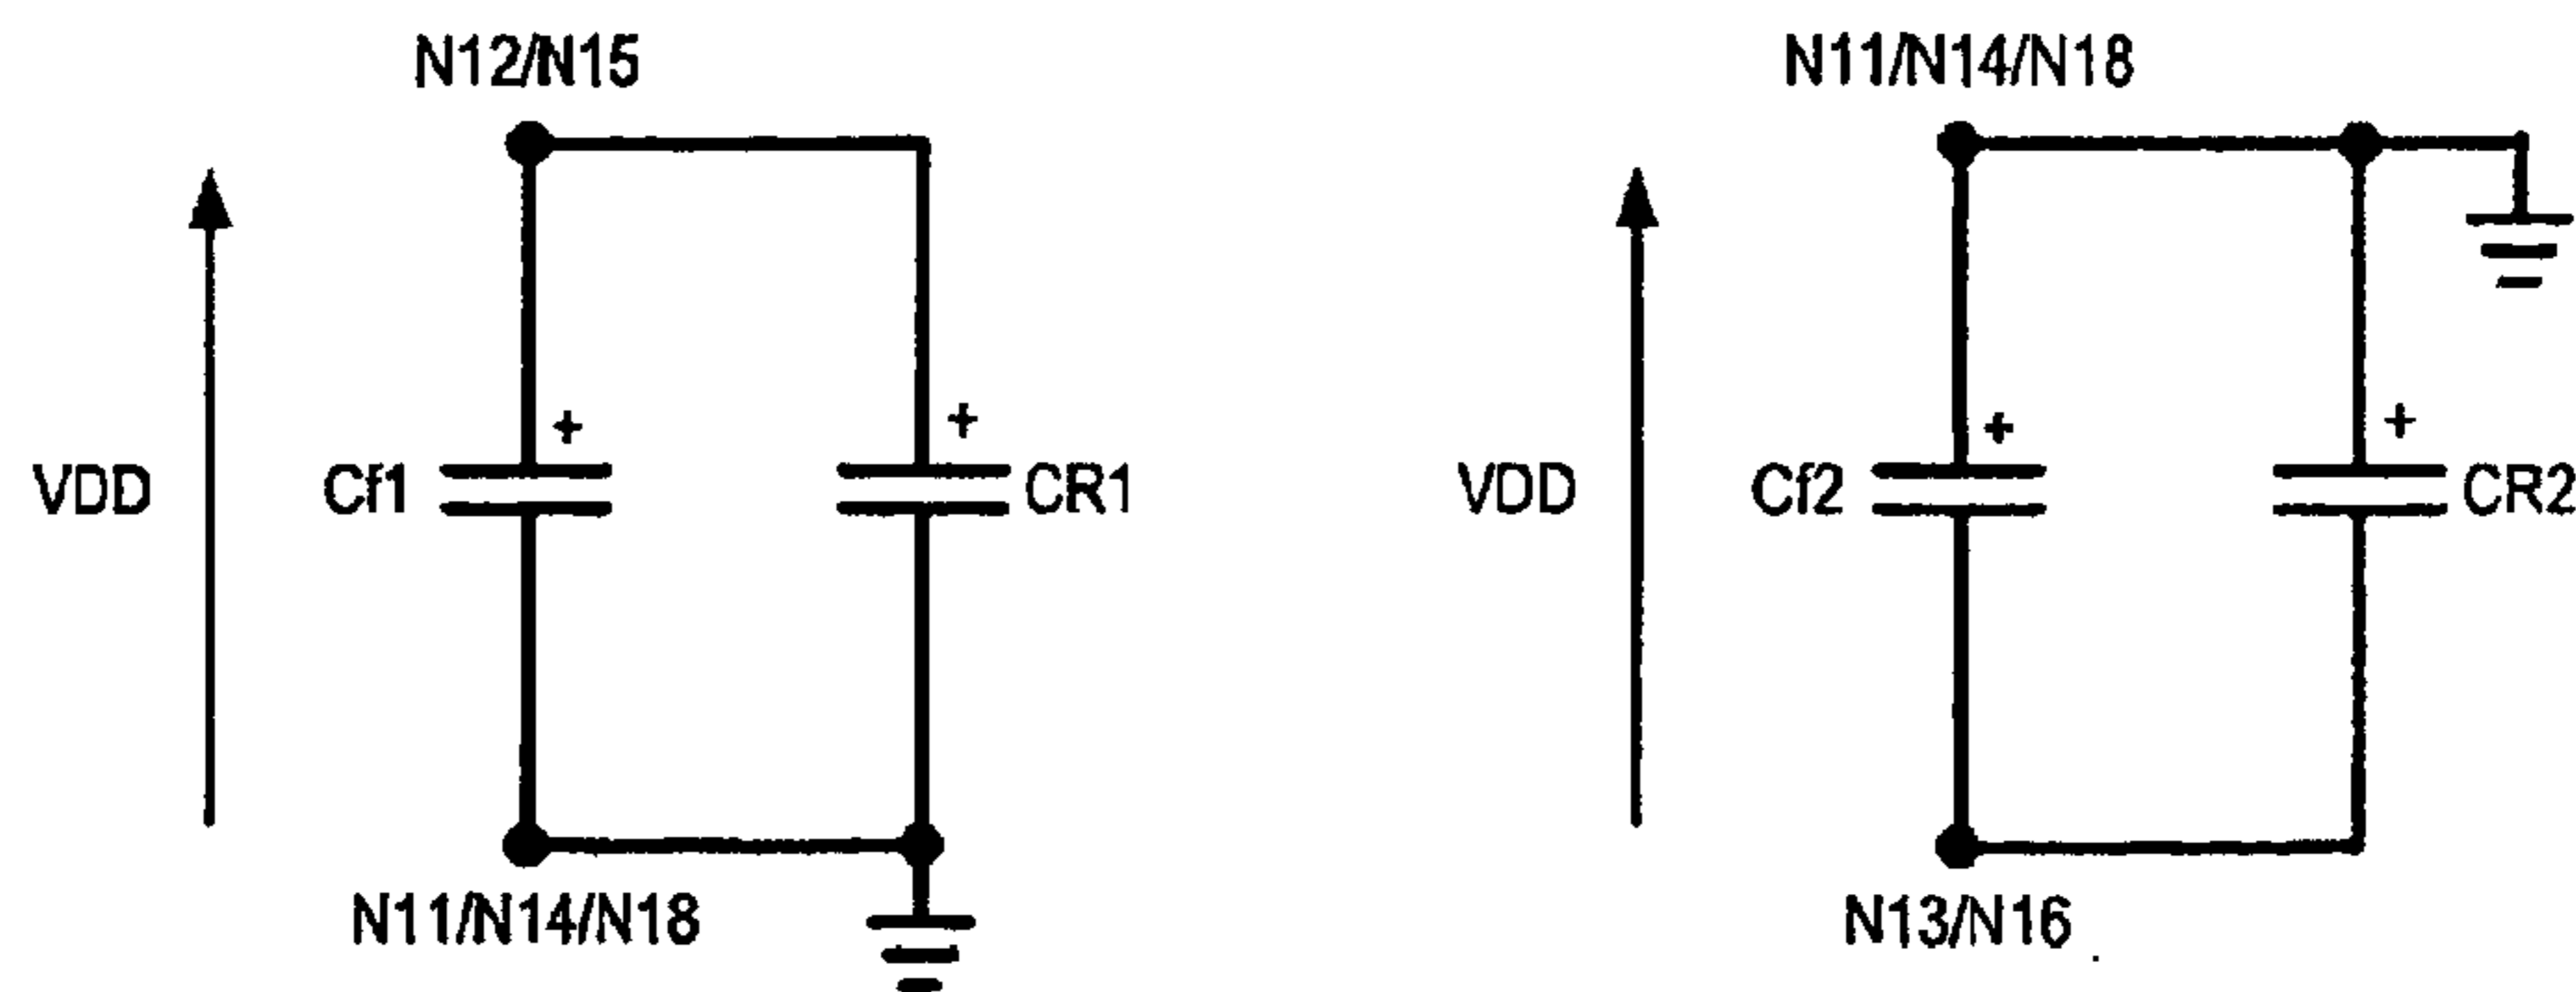 N12/N15
N11/N14/N18
+
+
+
+
VDD
Cf1
CR1
VDD
Cf2
CR2
N11/N14/N18
N13/N16